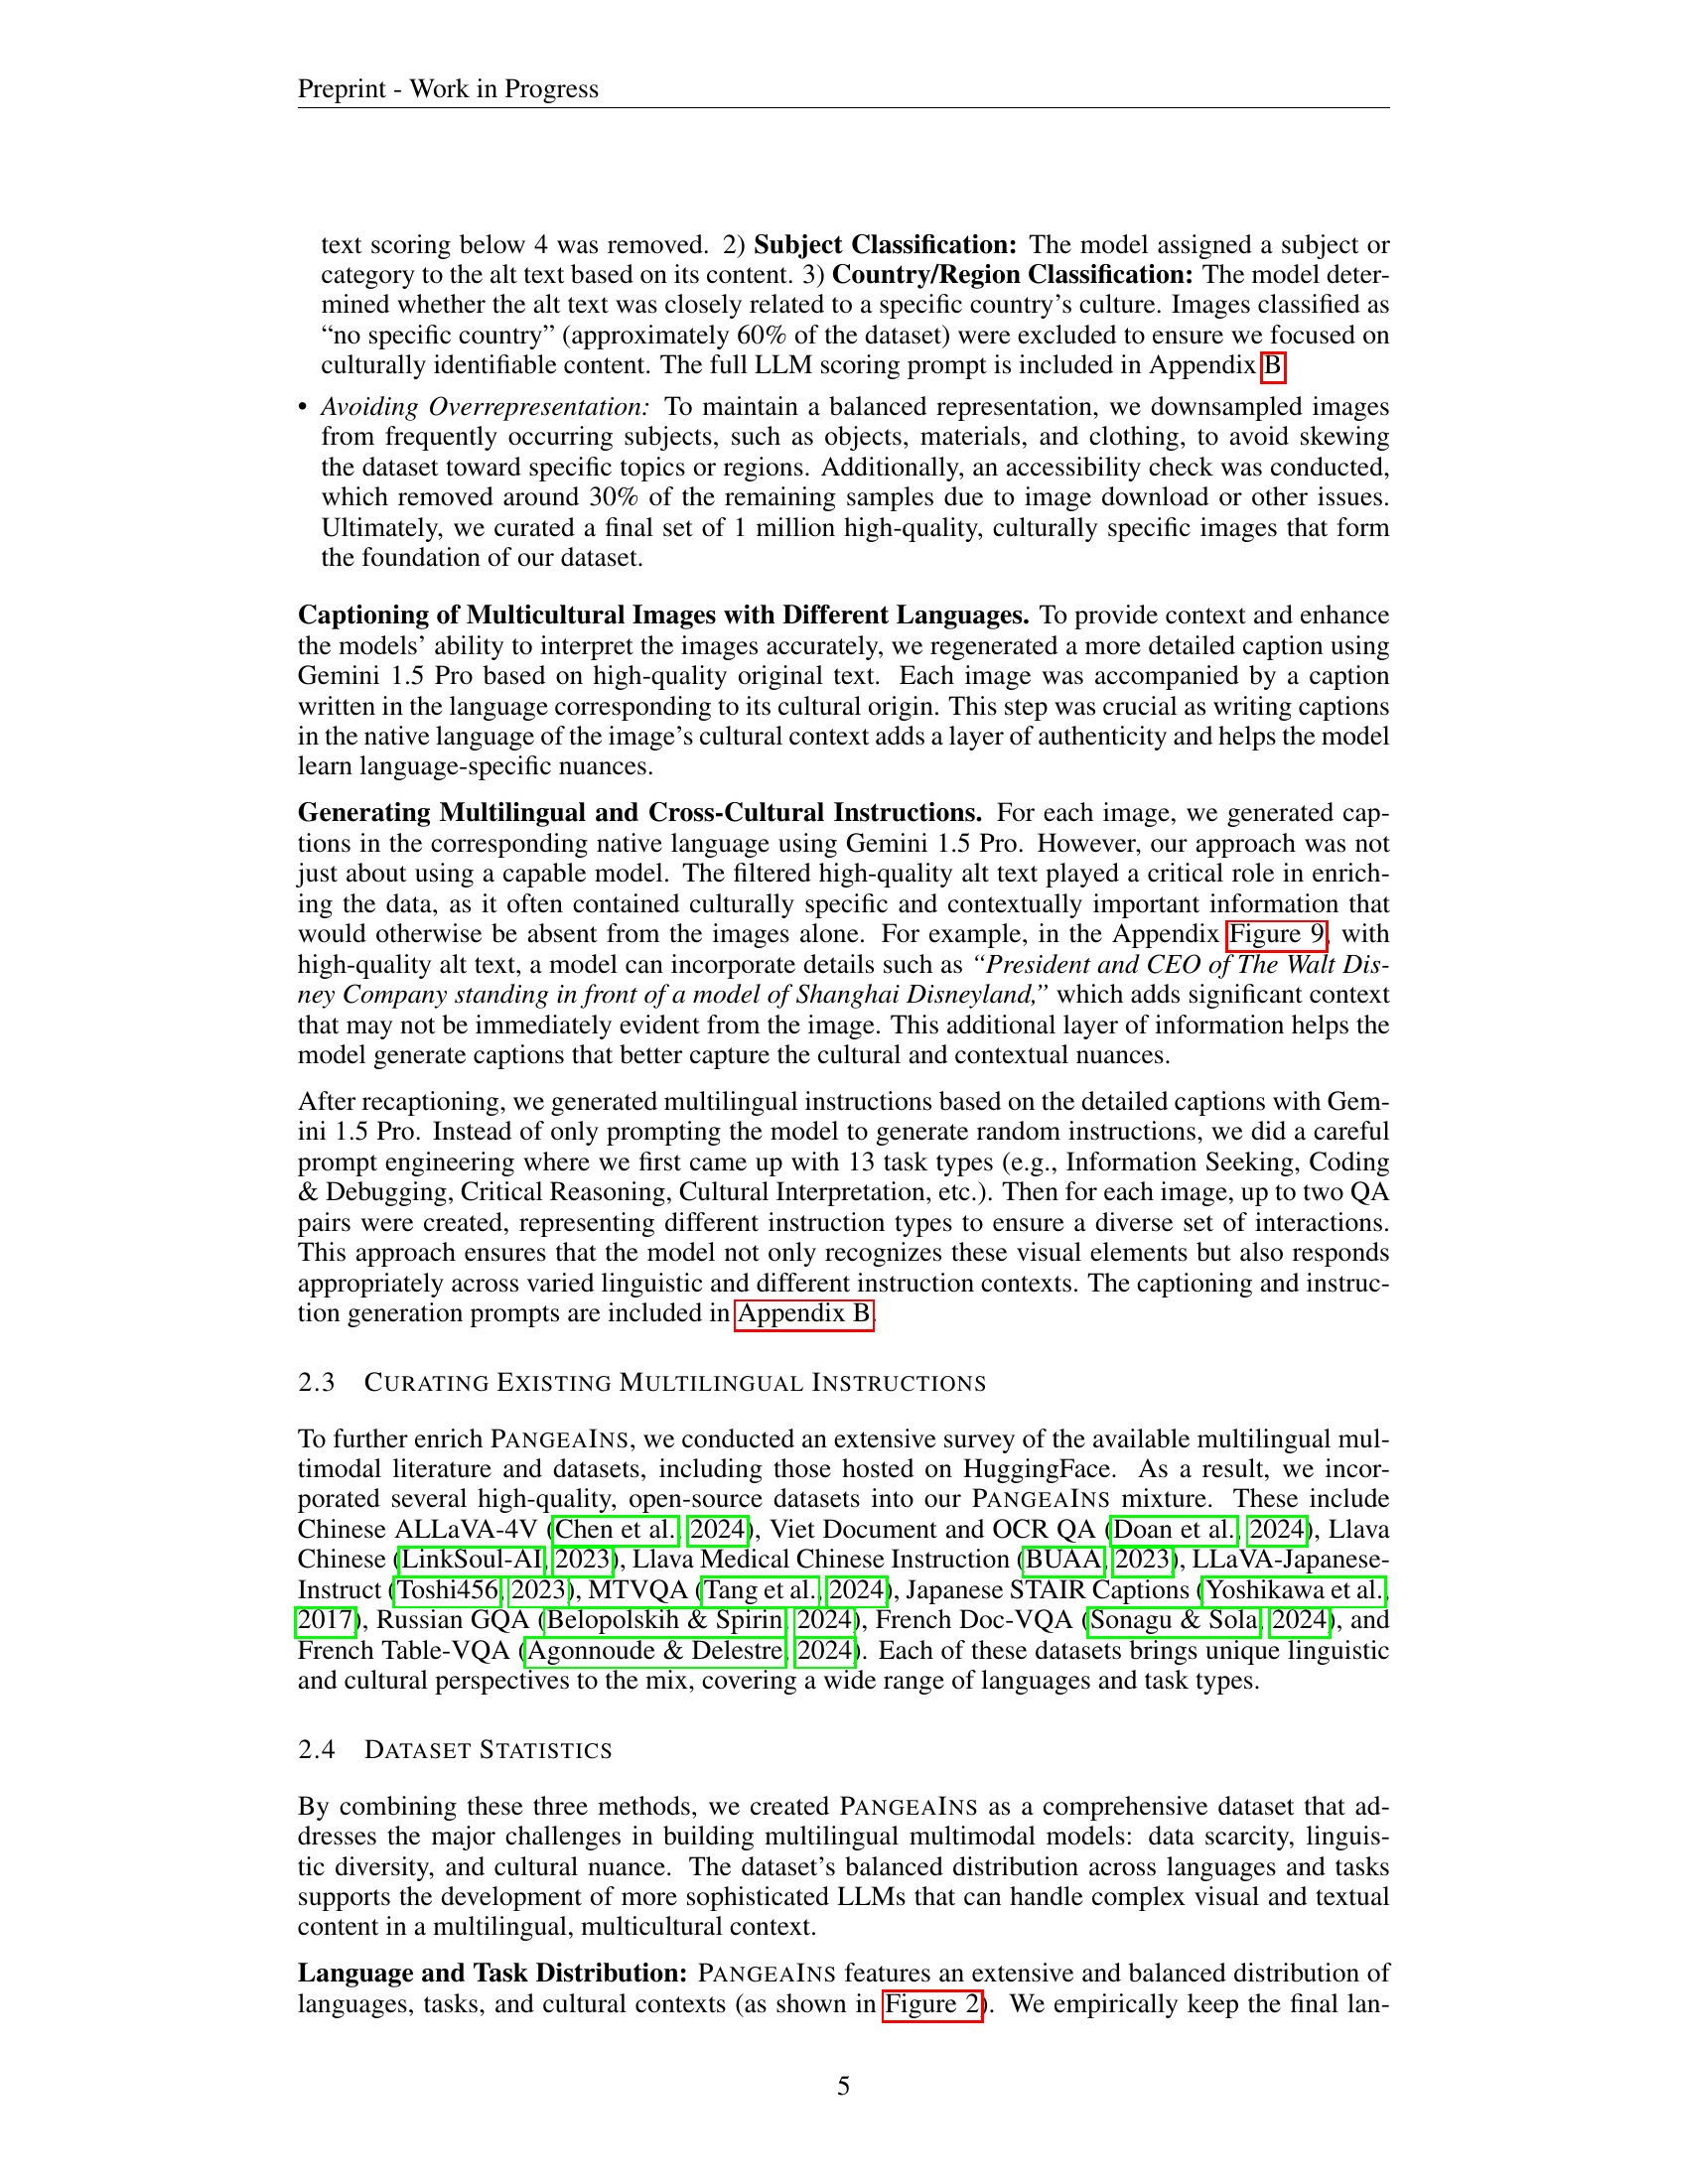 Preprint - Work in Progress
text scoring below 4 was removed. 2) Subject Classification: The model assigned a subject or
category to the alt text based on its content. 3) Country/Region Classification: The model deter-
mined whether the alt text was closely related to a specific country's culture. Images classified as
“no specific country” (approximately 60% of the dataset) were excluded to ensure we focused on
culturally identifiable content. The full LLM scoring prompt is included in Appendix B
• Avoiding Overrepresentation: To maintain a balanced representation, we downsampled images
from frequently occurring subjects, such as objects, materials, and clothing, to avoid skewing
the dataset toward specific topics or regions. Additionally, an accessibility check was conducted,
which removed around 30% of the remaining samples due to image download or other issues.
Ultimately, we curated a final set of 1 million high-quality, culturally specific images that form
the foundation of our dataset.
Captioning of Multicultural Images with Different Languages. To provide context and enhance
the models' ability to interpret the images accurately, we regenerated a more detailed caption using
Gemini 1.5 Pro based on high-quality original text. Each image was accompanied by a caption
written in the language corresponding to its cultural origin. This step was crucial as writing captions
in the native language of the image's cultural context adds a layer of authenticity and helps the model
learn language-specific nuances.
Generating Multilingual and Cross-Cultural Instructions. For each image, we generated cap-
tions in the corresponding native language using Gemini 1.5 Pro. However, our approach was not
just about using a capable model. The filtered high-quality alt text played a critical role in enrich-
ing the data, as it often contained culturally specific and contextually important information that
would otherwise be absent from the images alone. For example, in the Appendix Figure 9, with
high-quality alt text, a model can incorporate details such as “President and CEO of The Walt Dis-
ney Company standing in front of a model of Shanghai Disneyland,” which adds significant context
that may not be immediately evident from the image. This additional layer of information helps the
model generate captions that better capture the cultural and contextual nuances.
After recaptioning, we generated multilingual instructions based on the detailed captions with Gem-
ini 1.5 Pro. Instead of only prompting the model to generate random instructions, we did a careful
prompt engineering where we first came up with 13 task types (e.g., Information Seeking, Coding
& Debugging, Critical Reasoning, Cultural Interpretation, etc.). Then for each image, up to two QA
pairs were created, representing different instruction types to ensure a diverse set of interactions.
This approach ensures that the model not only recognizes these visual elements but also responds
appropriately across varied linguistic and different instruction contexts. The captioning and instruc-
tion generation prompts are included in Appendix B.
2.3 CURATING EXISTING MULTILINGUAL INSTRUCTIONS
To further enrich PANGEAINS, we conducted an extensive survey of the available multilingual mul-
timodal literature and datasets, including those hosted on HuggingFace. As a result, we incor-
porated several high-quality, open-source datasets into our PANGEAINS mixture. These include
Chinese ALLaVA-4V (Chen et al., 2024), Viet Document and OCR QA (Doan et al., 2024), Llava
Chinese (LinkSoul-AI, 2023), Llava Medical Chinese Instruction (BUAA, 2023), LLaVA-Japanese-
Instruct (Toshi456, 2023), MTVQA (Tang et al., 2024), Japanese STAIR Captions (Yoshikawa et al.,
2017), Russian GQA (Belopolskih & Spirin, 2024), French Doc-VQA (Sonagu & Sola, 2024), and
French Table-VQA (Agonnoude & Delestre, 2024). Each of these datasets brings unique linguistic
and cultural perspectives to the mix, covering a wide range of languages and task types.
2.4 DATASET STATISTICS
By combining these three methods, we created PANGEAINS as a comprehensive dataset that ad-
dresses the major challenges in building multilingual multimodal models: data scarcity, linguis-
tic diversity, and cultural nuance. The dataset's balanced distribution across languages and tasks
supports the development of more sophisticated LLMs that can handle complex visual and textual
content in a multilingual, multicultural context.
Language and Task Distribution: PANGEAINS features an extensive and balanced distribution of
languages, tasks, and cultural contexts (as shown in Figure 2). We empirically keep the final lan-
5